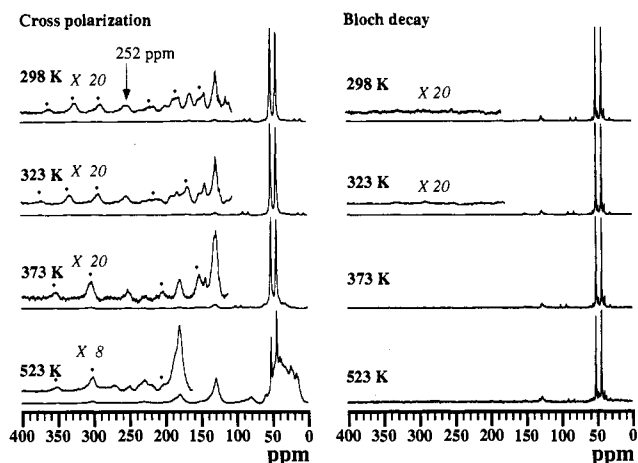 Cross polarization
252 ppm
298 K X 20
323 K X 20
373 K X 20
523 K X 8
400 350 300 250 200 150 100 50 0
ppm
Bloch decay
298 K X 20
323 K X 20
373 K
523 K
400 350 300 250 200 150 100 50 0
ppm